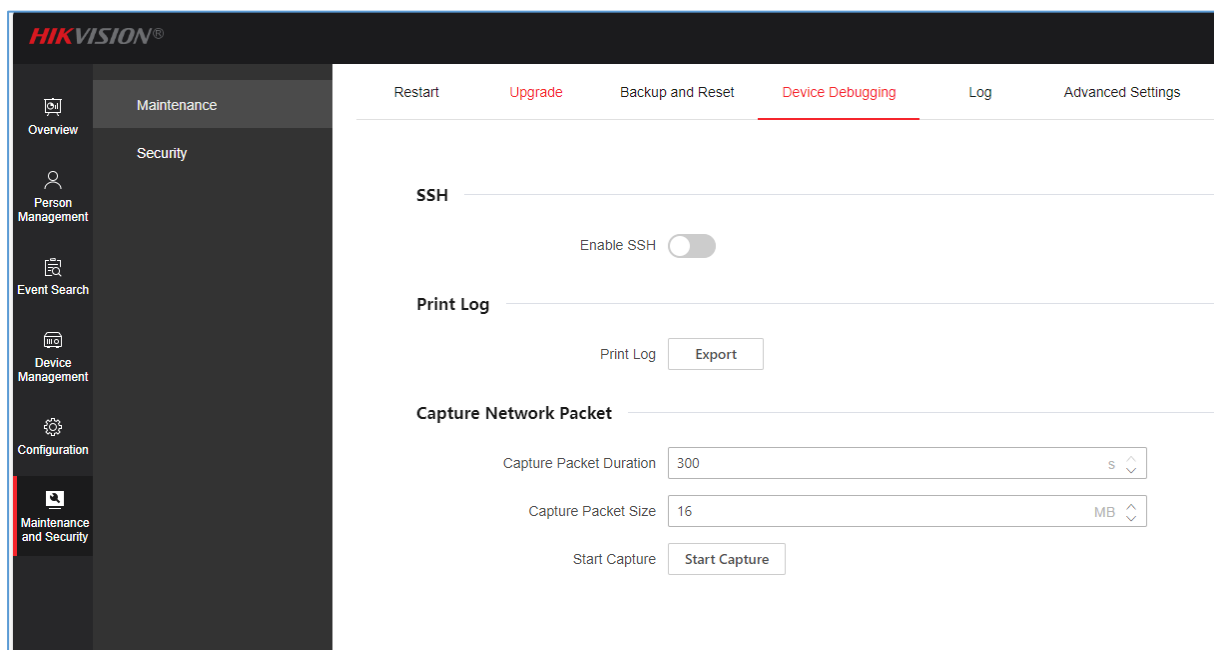 HIKVISION®
Overview
Person
Management
Event Search
Device
Management
Configuration
Maintenance
and Security
Maintenance
Security
Restart Upgrade Backup and Reset Device Debugging Log Advanced Settings
SSH
Enable SSH
Print Log
Print Log Export
Capture Network Packet
Capture Packet Duration 300 s
Capture Packet Size 16 MB
Start Capture Start Capture